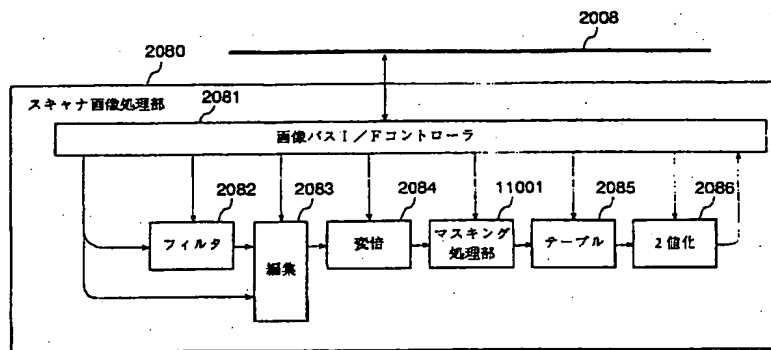 2008
2080
スキャナ画像処理部
2081
画像バスI/Fコントローラ
2082
2083
2084
11001
2085
2086
フィルタ
編集
変倍
マスキング
処理部
テーブル
2値化